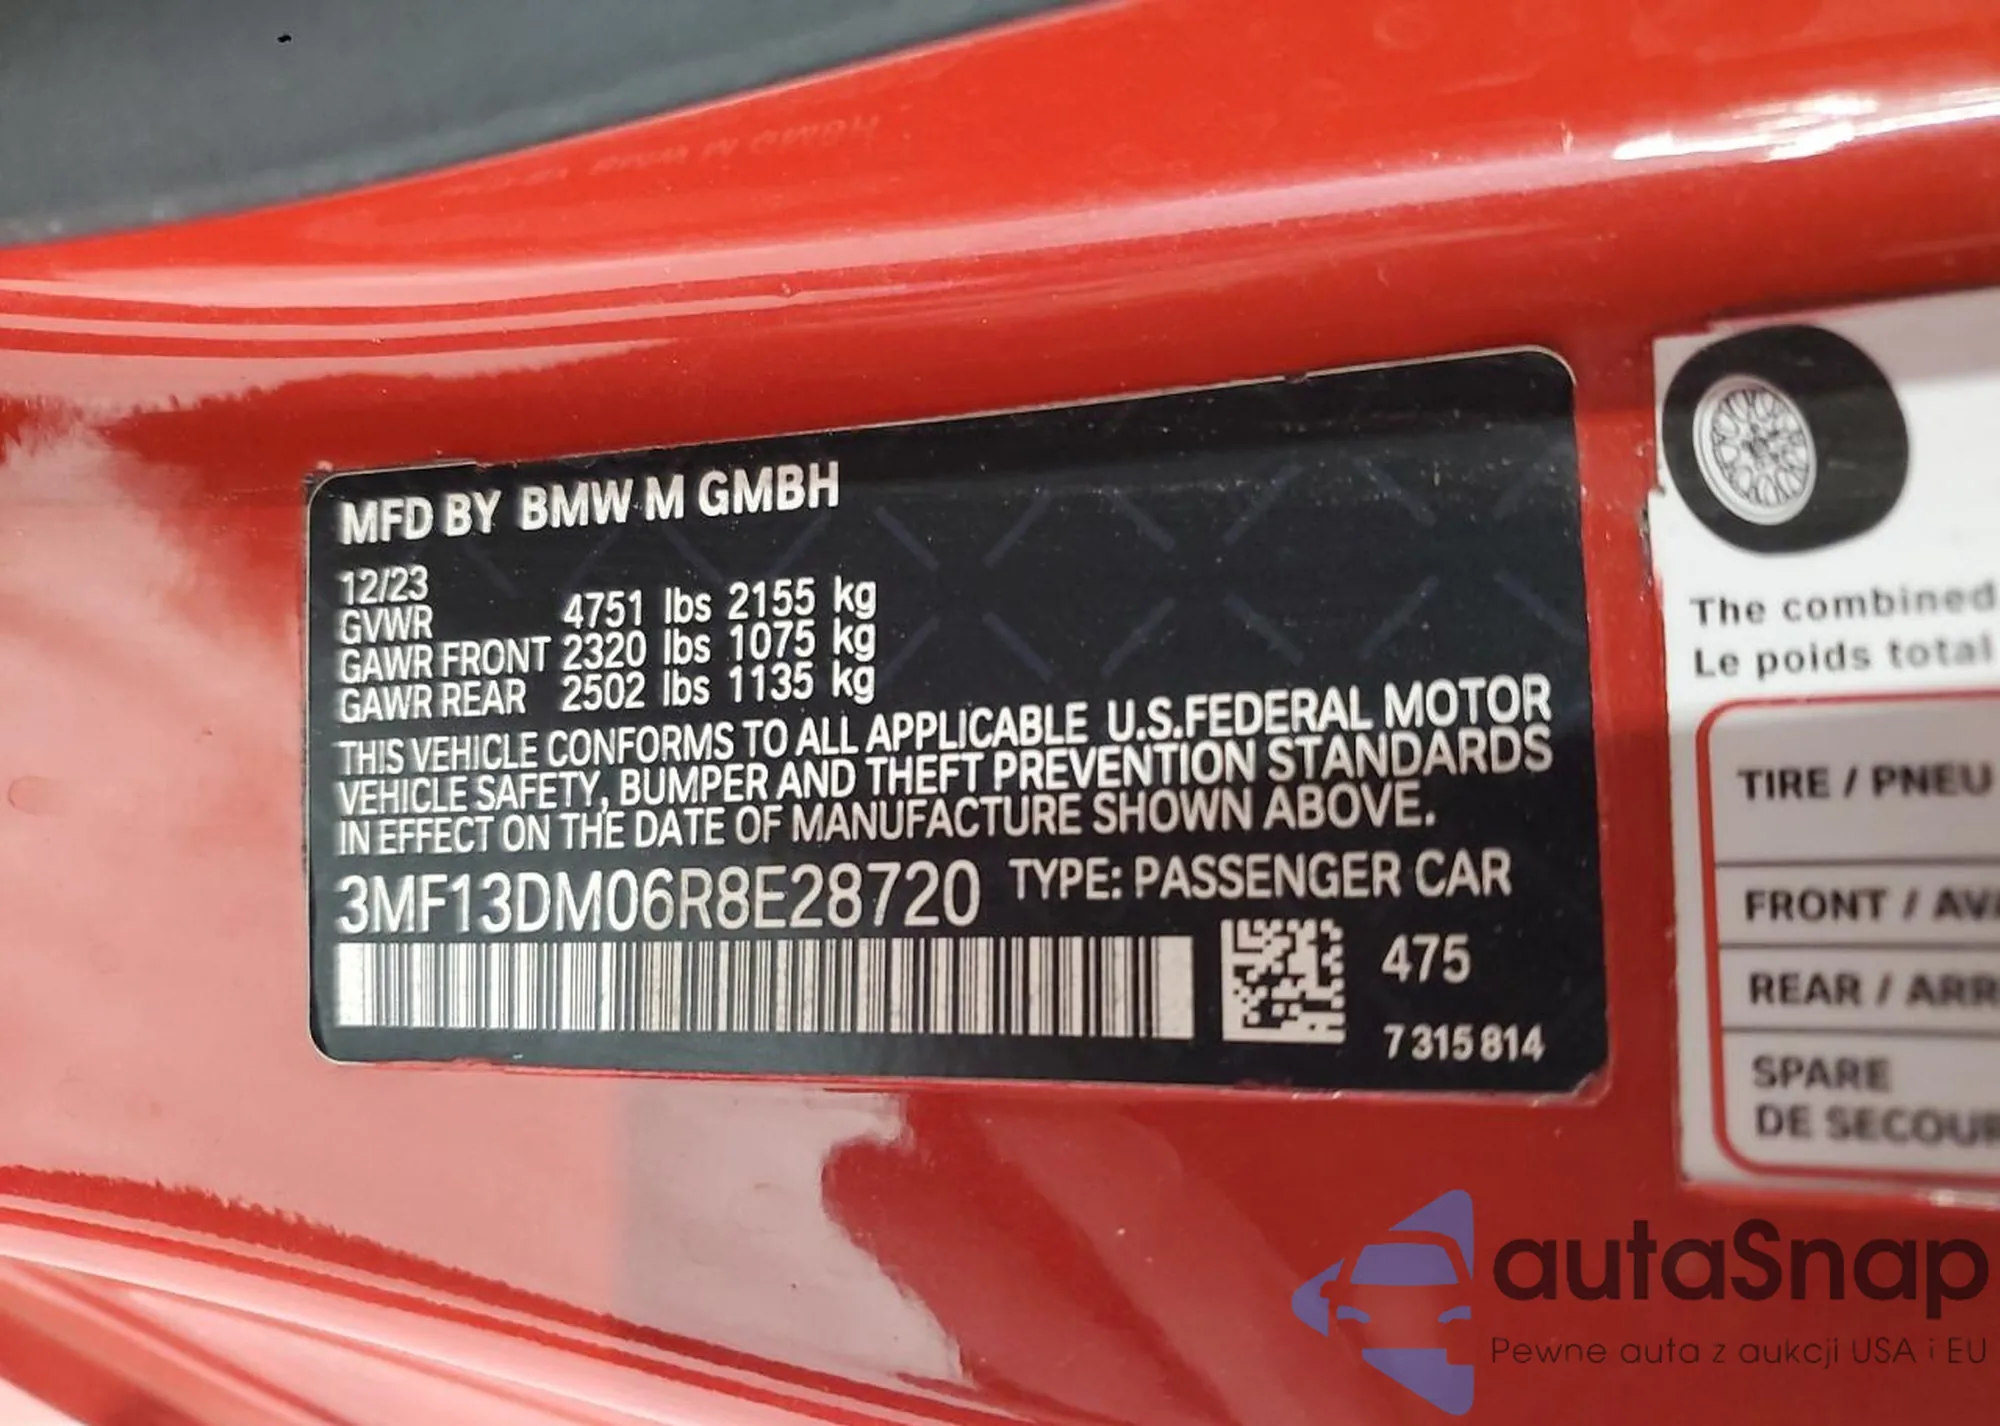 MFD BY BMW M GMBH
12/23
GVWR 4751 lbs 2155 kg
GAWR FRONT 2320 lbs 1075 kg
GAWR REAR 2502 lbs 1135 kg
THIS VEHICLE CONFORMS TO ALL APPLICABLE U.S.FEDERAL MOTOR
VEHICLE SAFETY, BUMPER AND THEFT PREVENTION STANDARDS
IN EFFECT ON THE DATE OF MANUFACTURE SHOWN ABOVE.
3MF13DM06R8E28720 TYPE: PASSENGER CAR
475
7 315 814
The combined
Le poids total
TIRE / PNEU
FRONT / AVA
REAR / ARR
SPARE
DE SECOUR
autaSnap
Pewne auta z aukcji USA i EU